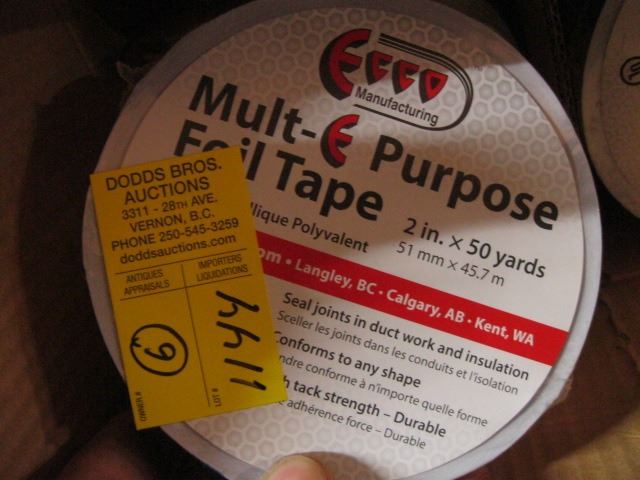 Ecco
Manufacturing
Mult-E Purpose
Foil Tape
Polyvalent
2 in. × 50 yards
51 mm × 45.7 m
• Langley, BC • Calgary, AB • Kent, WA
Seal joints in duct work and insulation
Sceller les joints dans les conduits et l'isolation
Conforms to any shape
conforme à n'importe quelle forme
tack strength – Durable
adhérence force – Durable
DODDS BROS.
AUCTIONS
3311 - 28TH AVE.
VERNON, B.C.
PHONE 250-545-3259
doddsauctions.com
ANTIQUES
APPRAISALS
IMPORTERS
LIQUIDATIONS
OWNER #
LOT #
1144